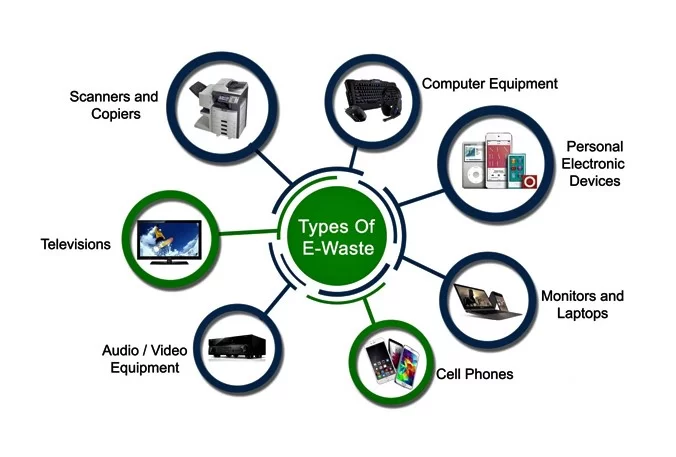 Types Of
E-Waste
Scanners and
Copiers
Computer Equipment
Personal
Electronic
Devices
Televisions
Monitors and
Laptops
Audio / Video
Equipment
Cell Phones